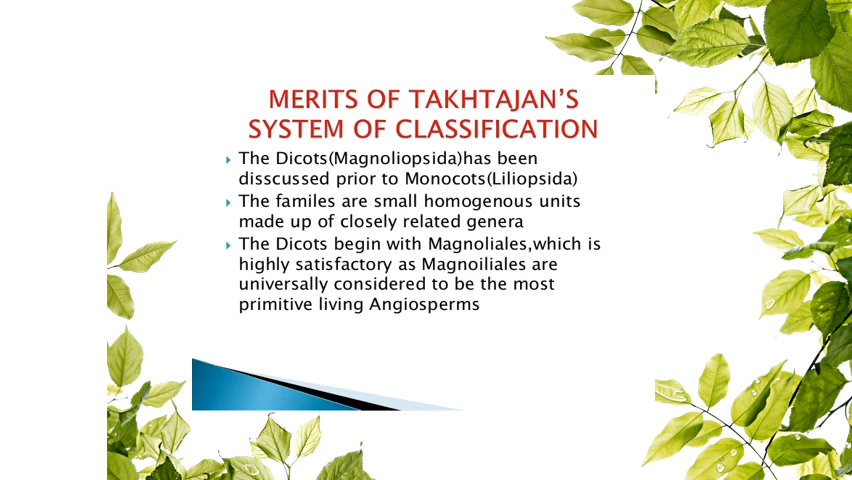 MERITS OF TAKHTAJAN'S
SYSTEM OF CLASSIFICATION
The Dicots(Magnoliopsida)has been
disscussed prior to Monocots(Liliopsida)
The familes are small homogenous units
made up of closely related genera
The Dicots begin with Magnoliales,which is
highly satisfactory as Magnoiliales are
universally considered to be the most
primitive living Angiosperms